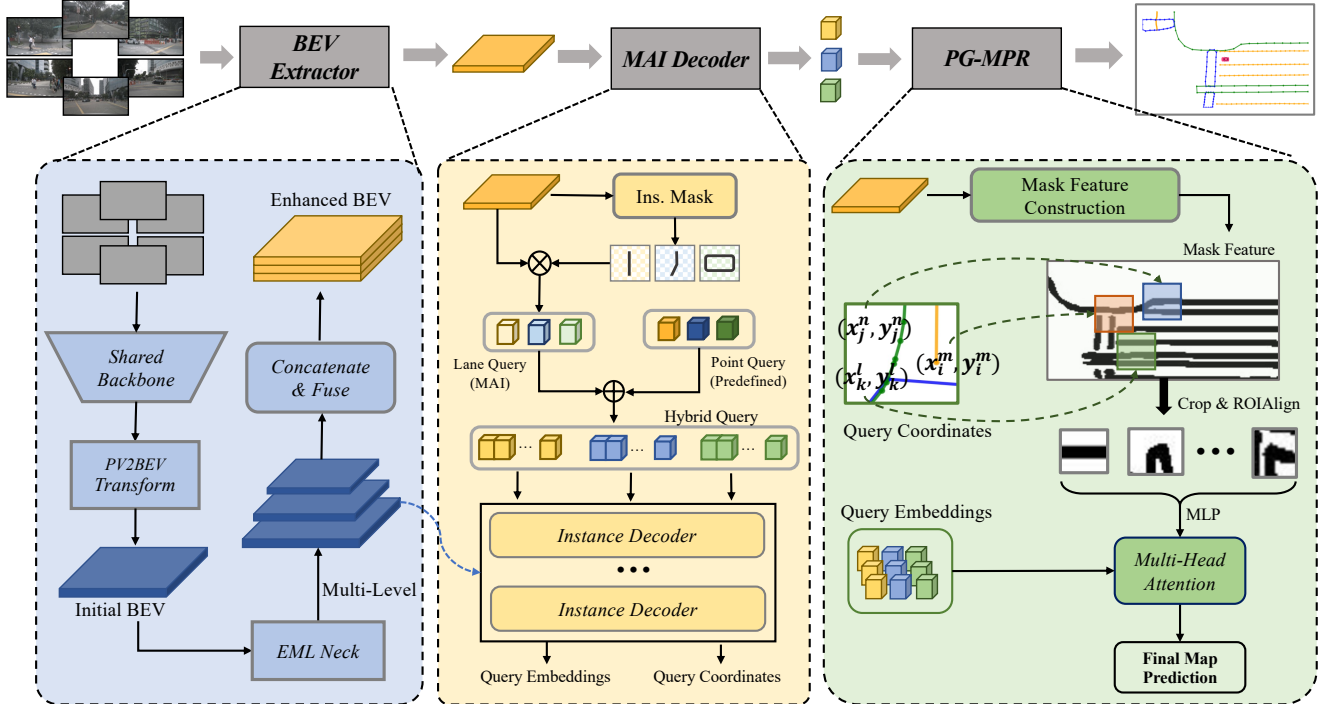 BEV
Extractor
MAI Decoder
PG-MPR
Enhanced BEV
Shared
Backbone
Concatenate
& Fuse
PV2BEV
Transform
Initial BEV
Multi-Level
EML Neck
Ins. Mask
Lane Query
(MAI)
Point Query
(Predefined)
Hybrid Query
... ... ...
Instance Decoder
•••
Instance Decoder
Query Embeddings
Query Coordinates
Mask Feature
Construction
Mask Feature
(x_j^n, y_j^n)
(x_i^m, y_i^m)
(x_k^l, y_k^l)
Query Coordinates
Crop & ROIAlign
•••
MLP
Query Embeddings
Multi-Head
Attention
Final Map
Prediction